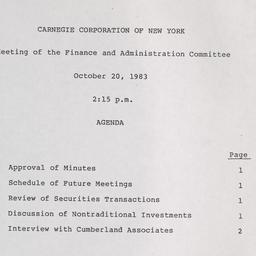 CARNEGIE CORPORATION OF NEW YORK
eeting of the Finance and Administration Committee
October 20, 1983
2:15 p.m.
AGENDA
Page
Approval of Minutes 1
Schedule of Future Meetings 1
Review of Securities Transactions 1
Discussion of Nontraditional Investments 1
Interview with Cumberland Associates 2